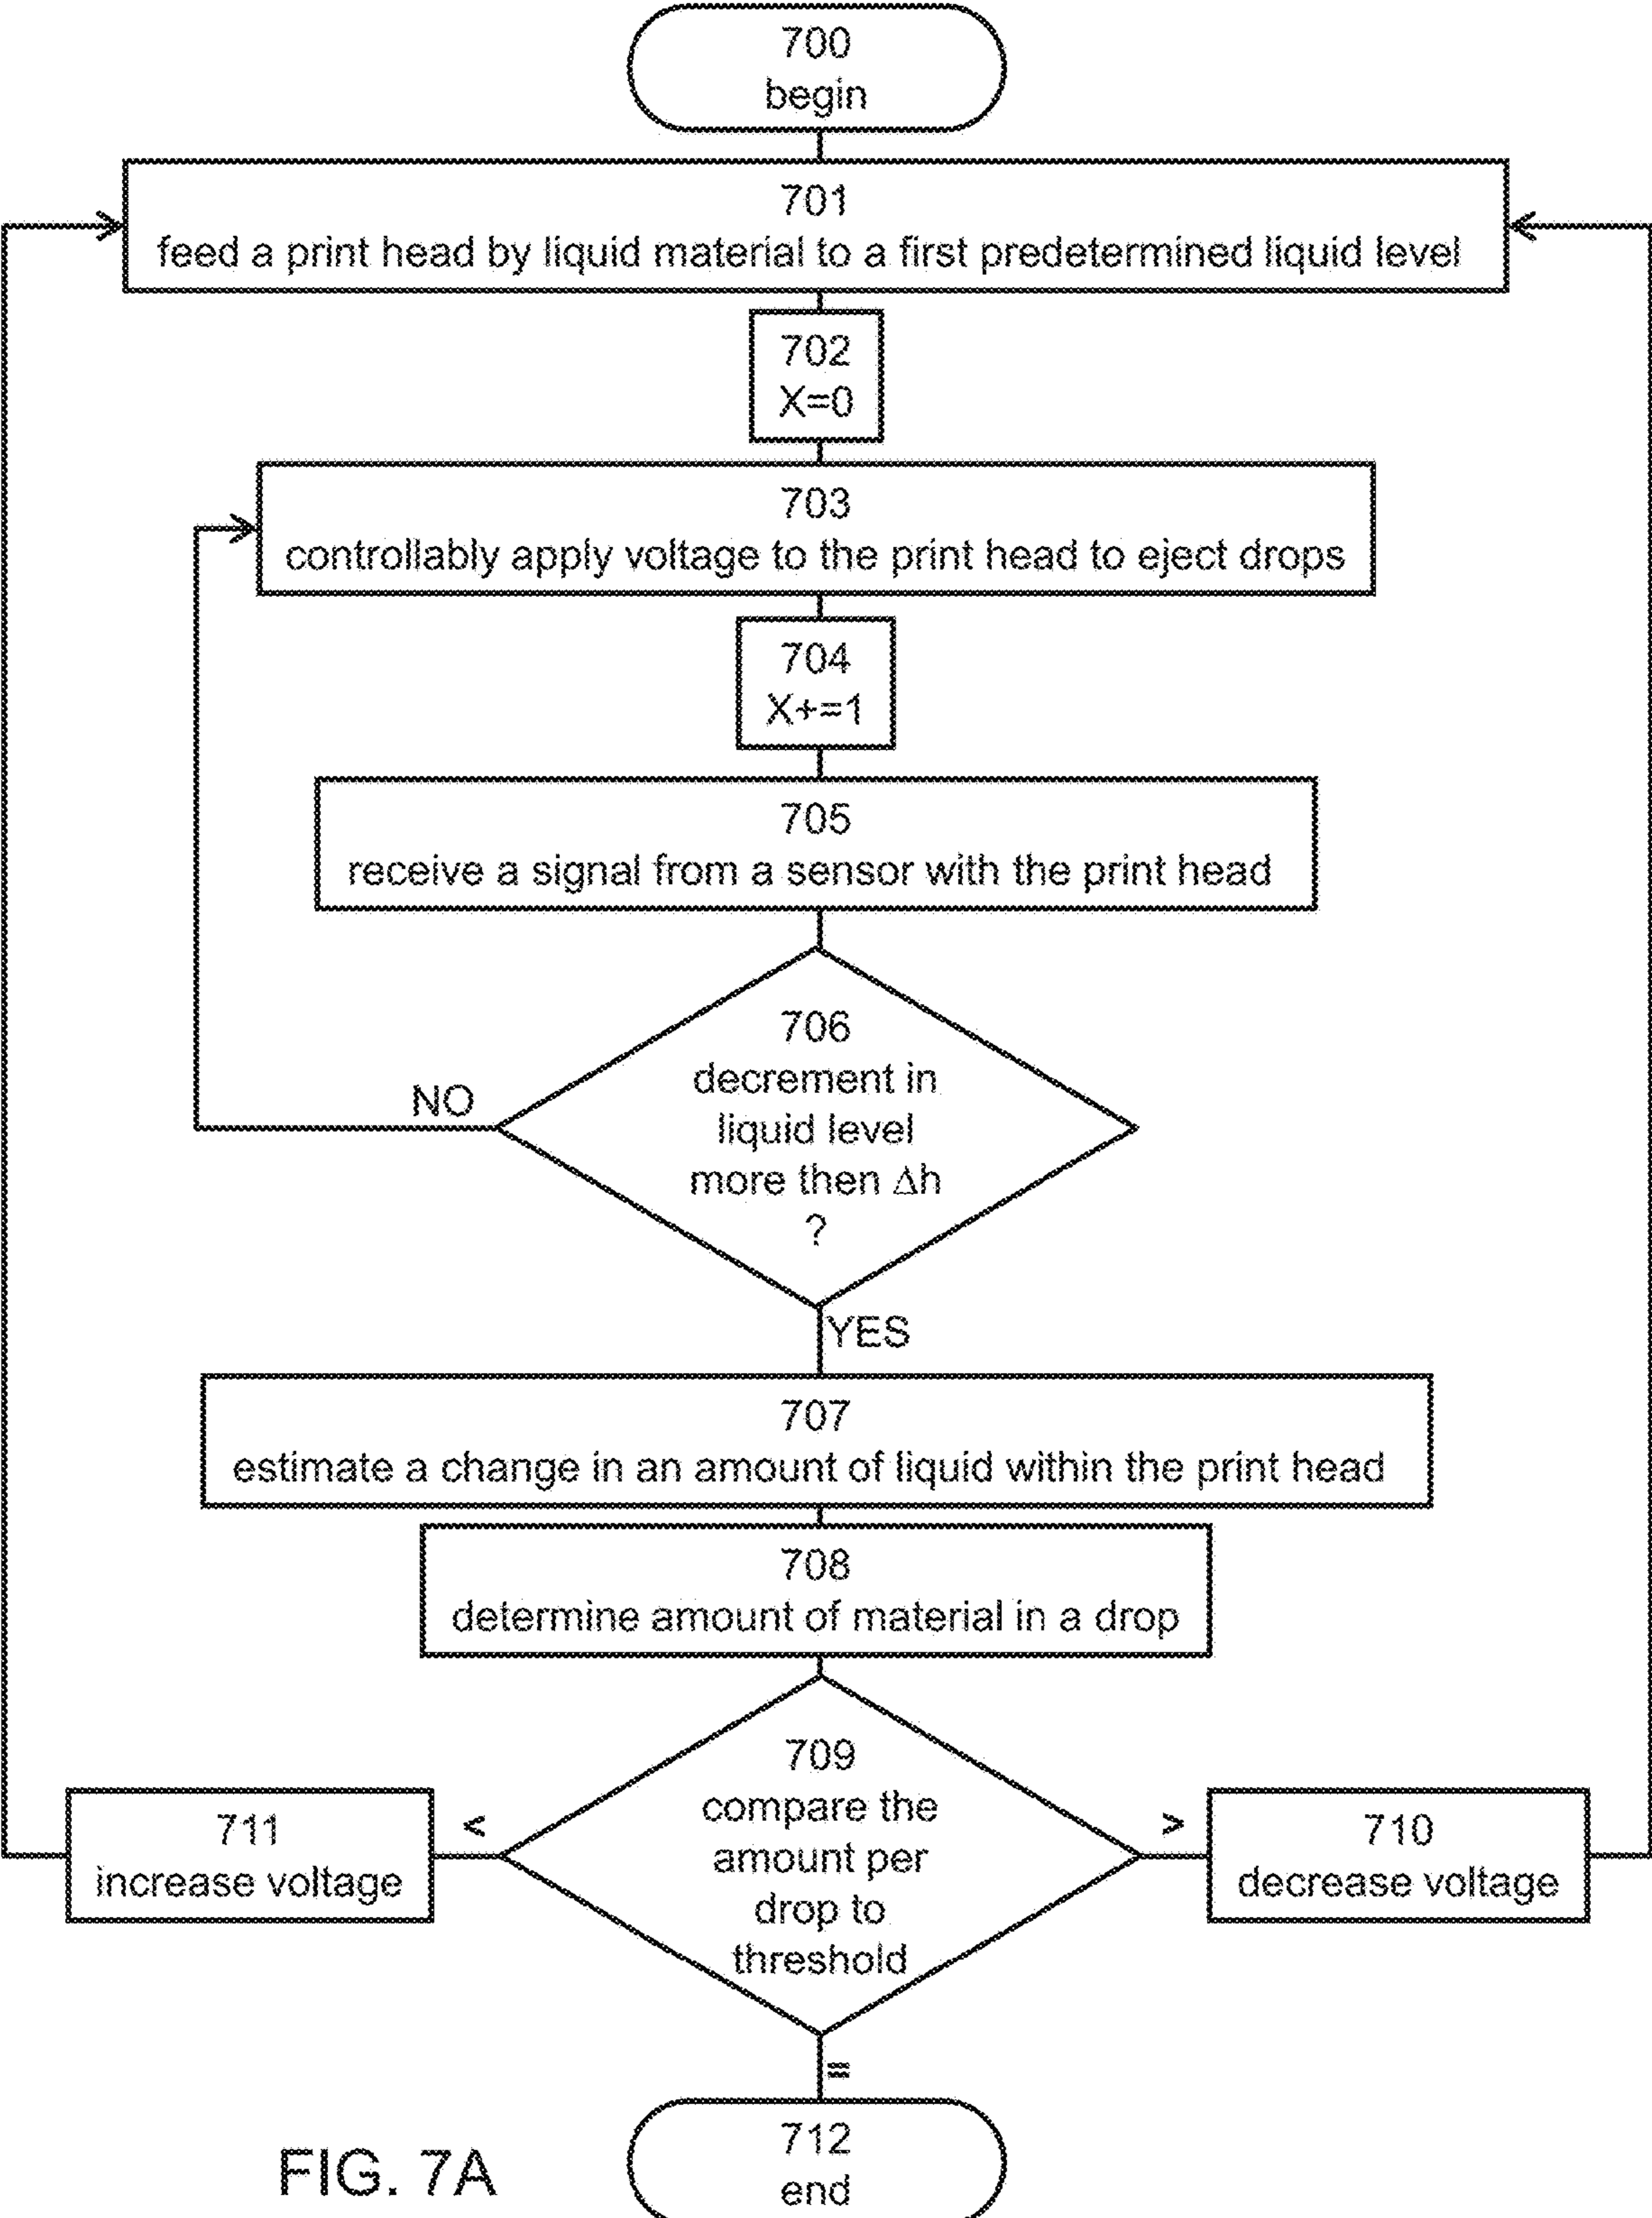 700
begin
701
feed a print head by liquid material to a first predetermined liquid level
702
X=0
703
controllably apply voltage to the print head to eject drops
704
X+=1
705
receive a signal from a sensor with the print head
706
decrement in
liquid level
more then Δh
?
NO
YES
707
estimate a change in an amount of liquid within the print head
708
determine amount of material in a drop
709
compare the
amount per
drop to
threshold
<
711
increase voltage
>
710
decrease voltage
=
712
end
FIG. 7A